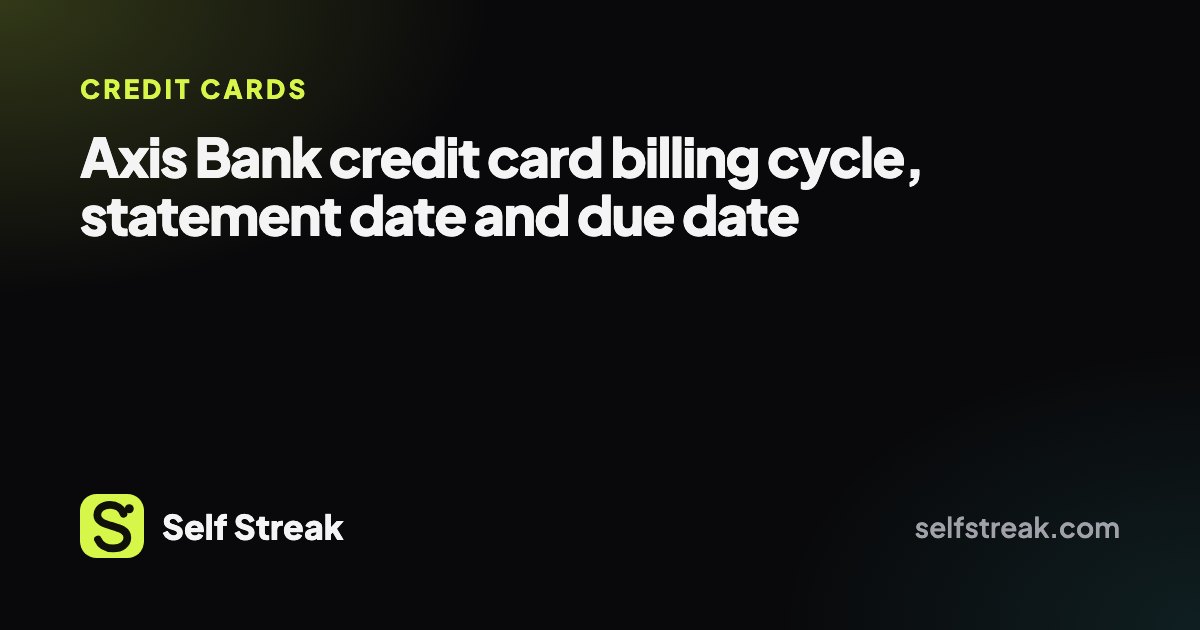 CREDIT CARDS
Axis Bank credit card billing cycle,
statement date and due date
S
Self Streak
selfstreak.com